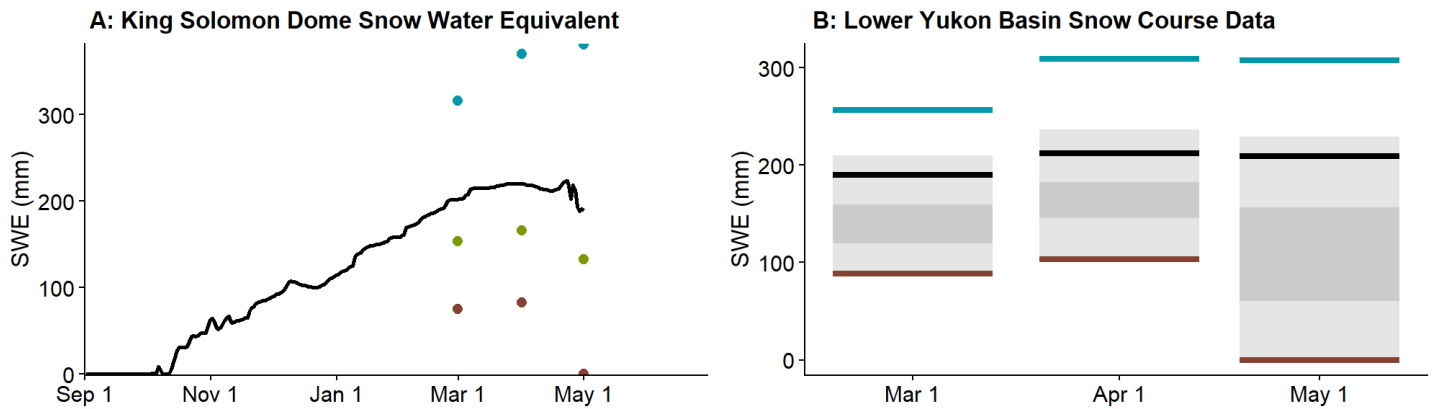 A: King Solomon Dome Snow Water Equivalent
SWE (mm)
300
200
100
0
Sep 1 Nov 1 Jan 1 Mar 1 May 1
B: Lower Yukon Basin Snow Course Data
SWE (mm)
300
200
100
0
Mar 1 Apr 1 May 1